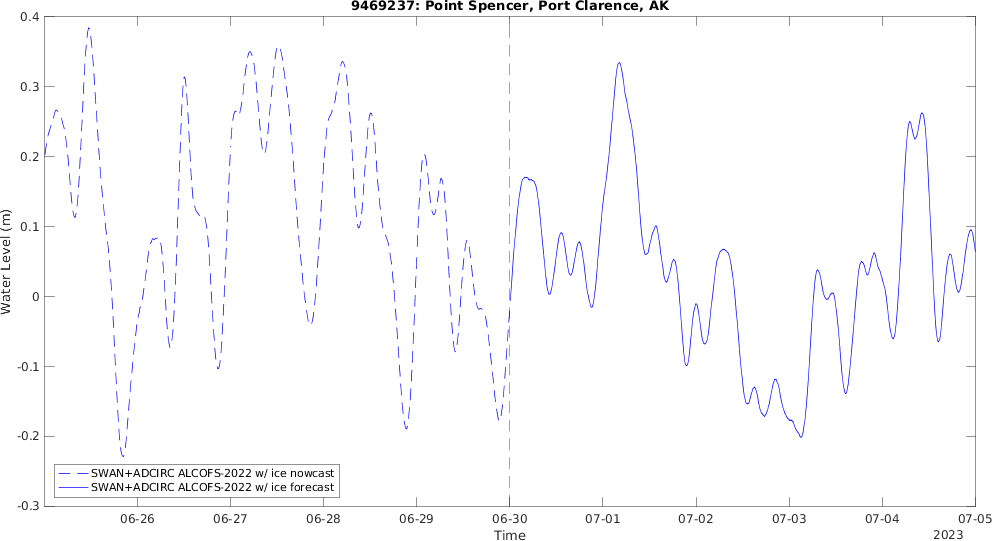 9469237: Point Spencer, Port Clarence, AK
0.4
0.3
0.2
0.1
0
-0.1
-0.2
-0.3
Water Level (m)
SWAN+ADCIRC ALCOFS-2022 w/ ice nowcast
SWAN+ADCIRC ALCOFS-2022 w/ ice forecast
06-26 06-27 06-28 06-29 06-30 07-01 07-02 07-03 07-04 07-05
Time
2023